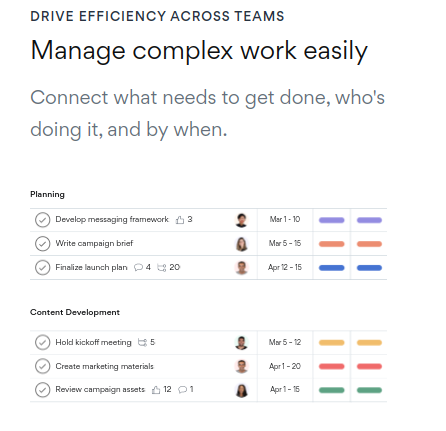 DRIVE EFFICIENCY ACROSS TEAMS
Manage complex work easily
Connect what needs to get done, who's
doing it, and by when.
Planning
Develop messaging framework 3 Mar 1 - 10
Write campaign brief Mar 5 - 15
Finalize launch plan 4 20 Apr 12 - 15
Content Development
Hold kickoff meeting 5 Mar 5 - 12
Create marketing materials Apr 1 - 20
Review campaign assets 12 1 Apr 1 - 15